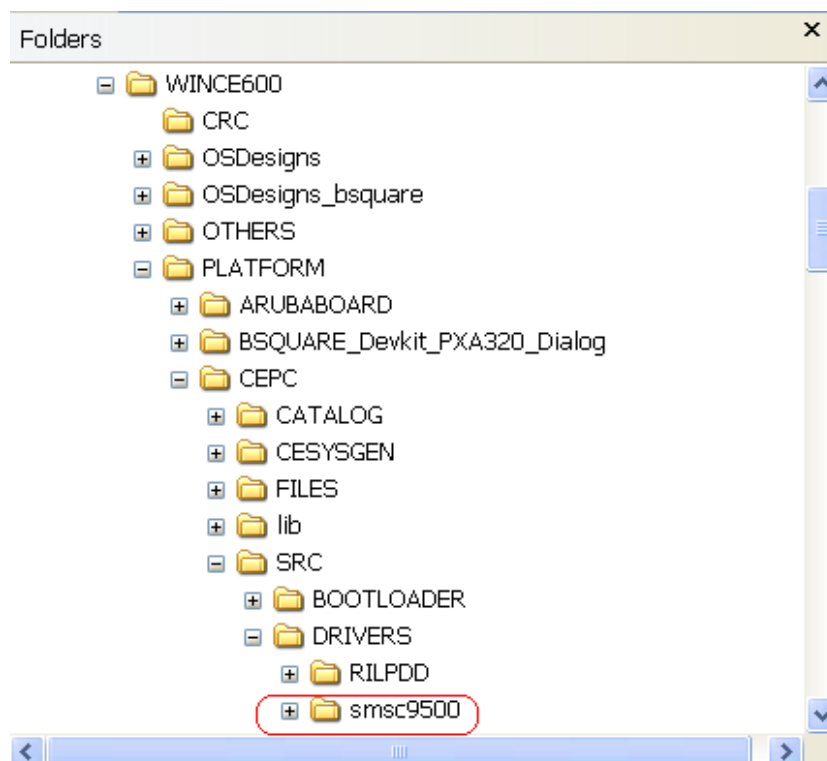 Folders
WINCE600
CRC
OSDesigns
OSDesigns_bsquare
OTHERS
PLATFORM
ARUBABOARD
BSQUARE_Devkit_PXA320_Dialog
CEPC
CATALOG
CESYSGEN
FILES
lib
SRC
BOOTLOADER
DRIVERS
RILPDD
smsc9500